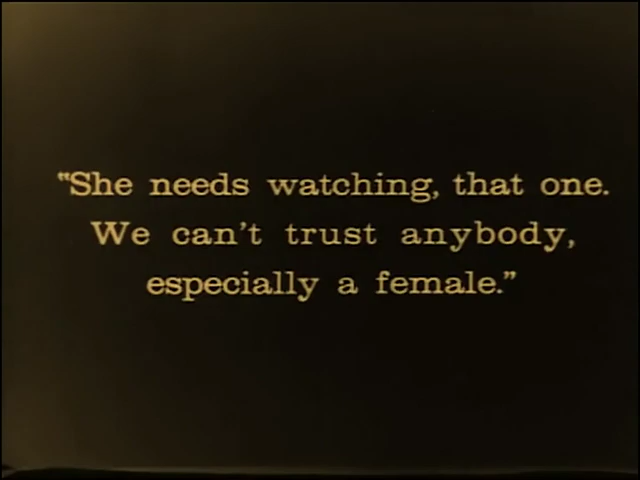 "She needs watching, that one.
We can't trust anybody,
especially a female."